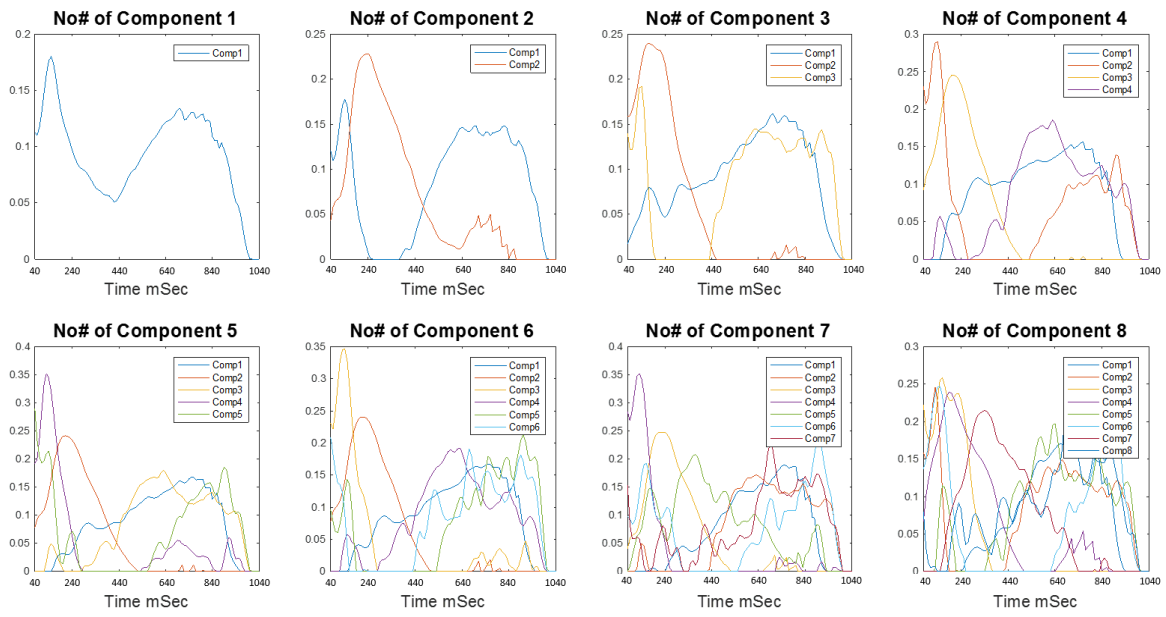 No# of Component 1
0.2
0.15
0.1
0.05
0
Comp1
40 240 440 640 840 1040
Time mSec
No# of Component 2
0.25
0.2
0.15
0.1
0.05
0
Comp1
Comp2
40 240 440 640 840 1040
Time mSec
No# of Component 3
0.25
0.2
0.15
0.1
0.05
0
Comp1
Comp2
Comp3
40 240 440 640 840 1040
Time mSec
No# of Component 4
0.3
0.25
0.2
0.15
0.1
0.05
0
Comp1
Comp2
Comp3
Comp4
40 240 440 640 840 1040
Time mSec
No# of Component 5
0.4
0.35
0.3
0.25
0.2
0.15
0.1
0.05
0
Comp1
Comp2
Comp3
Comp4
Comp5
40 240 440 640 840 1040
Time mSec
No# of Component 6
0.35
0.3
0.25
0.2
0.15
0.1
0.05
0
Comp1
Comp2
Comp3
Comp4
Comp5
Comp6
40 240 440 640 840 1040
Time mSec
No# of Component 7
0.4
0.35
0.3
0.25
0.2
0.15
0.1
0.05
0
Comp1
Comp2
Comp3
Comp4
Comp5
Comp6
Comp7
40 240 440 640 840 1040
Time mSec
No# of Component 8
0.3
0.25
0.2
0.15
0.1
0.05
0
Comp1
Comp2
Comp3
Comp4
Comp5
Comp6
Comp7
Comp8
40 240 440 640 840 1040
Time mSec